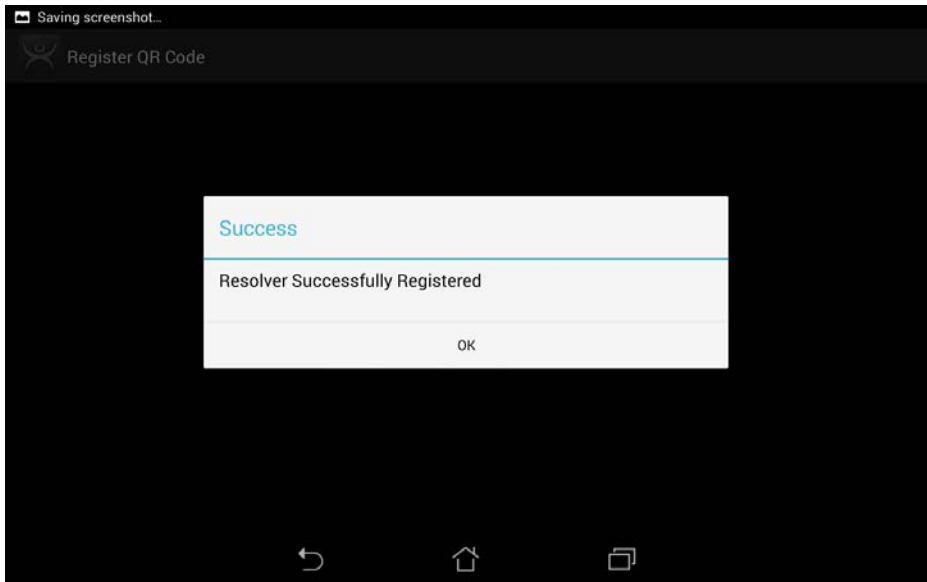 Saving screenshot...
Register QR Code
Success
Resolver Successfully Registered
OK